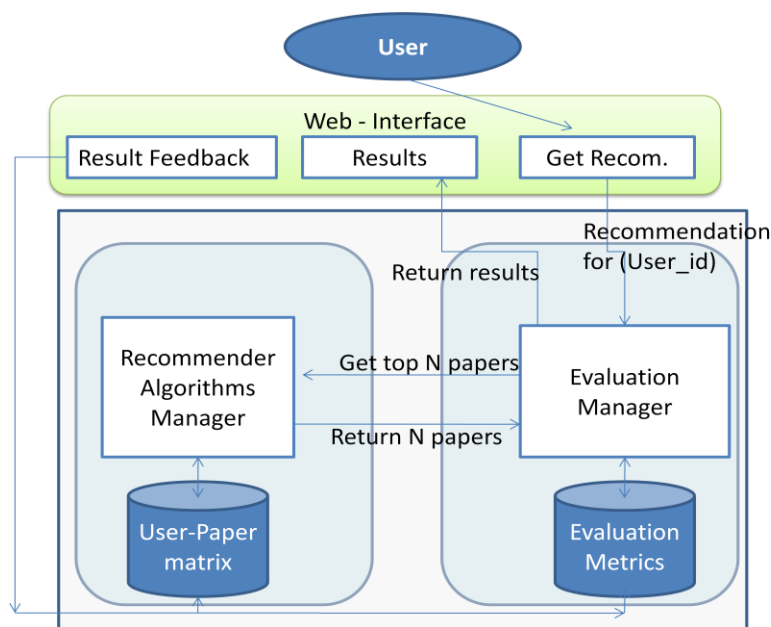 User
Web - Interface
Result Feedback
Results
Get Recom.
Recommendation
for (User_id)
Return results
Recommender
Algorithms
Manager
Get top N papers
Evaluation
Manager
Return N papers
User-Paper
matrix
Evaluation
Metrics